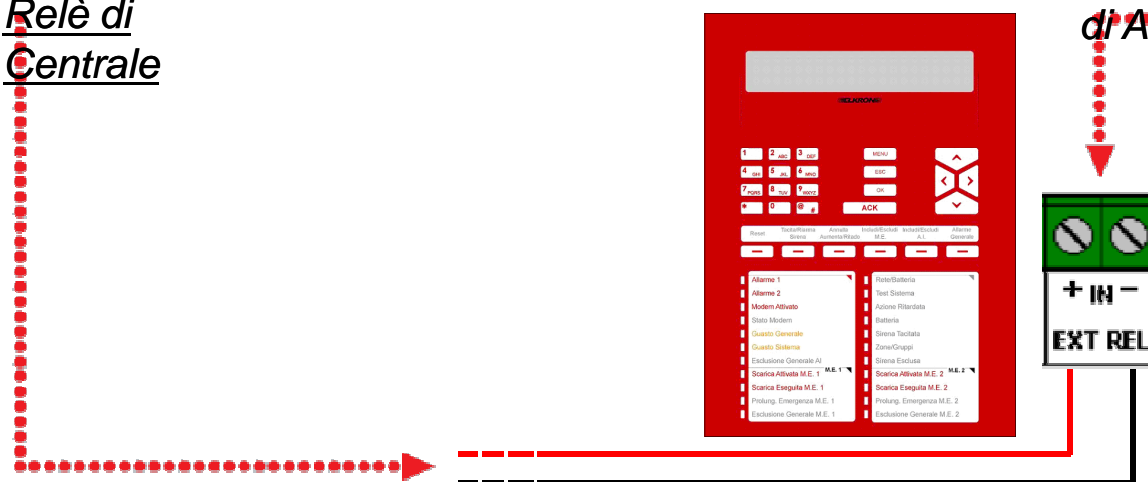 Relè di
Centrale
di A
ELKRON
1 2 ABC 3 DEF MENU
4 GHI 5 JKL 6 MNO ESC
7 PQRS 8 TUV 9 WXYZ OK
* 0 @ # ACK
Reset Tacita/Riattiva Sirena Annulla Aumenta/Ritado Includi/Escludi M.E. Includi/Escludi A.I. Allarme Generale
Allarme 1
Allarme 2
Modem Attivato
Stato Modem
Guasto Generale
Guasto Sistema
Esclusione Generale AI
M.E. 1
Scarica Attivata M.E. 1
Scarica Eseguita M.E. 1
Prolung. Emergenza M.E. 1
Esclusione Generale M.E. 1
Rete/Batteria
Test Sistema
Azione Ritardata
Batteria
Sirena Tacitata
Zone/Gruppi
Sirena Esclusa
M.E. 2
Scarica Attivata M.E. 2
Scarica Eseguita M.E. 2
Prolung. Emergenza M.E. 2
Esclusione Generale M.E. 2
+ IN −
EXT REL